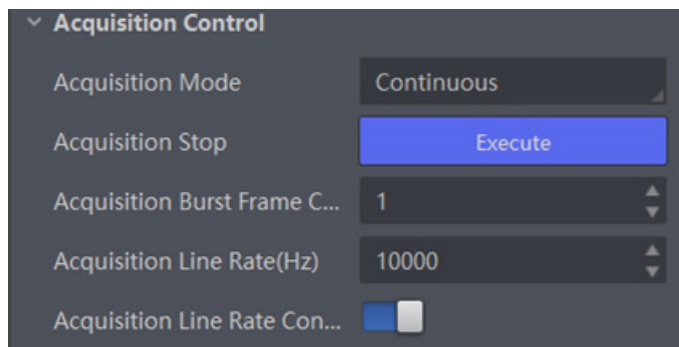 Acquisition Control
Acquisition Mode Continuous
Acquisition Stop Execute
Acquisition Burst Frame C... 1
Acquisition Line Rate(Hz) 10000
Acquisition Line Rate Con...